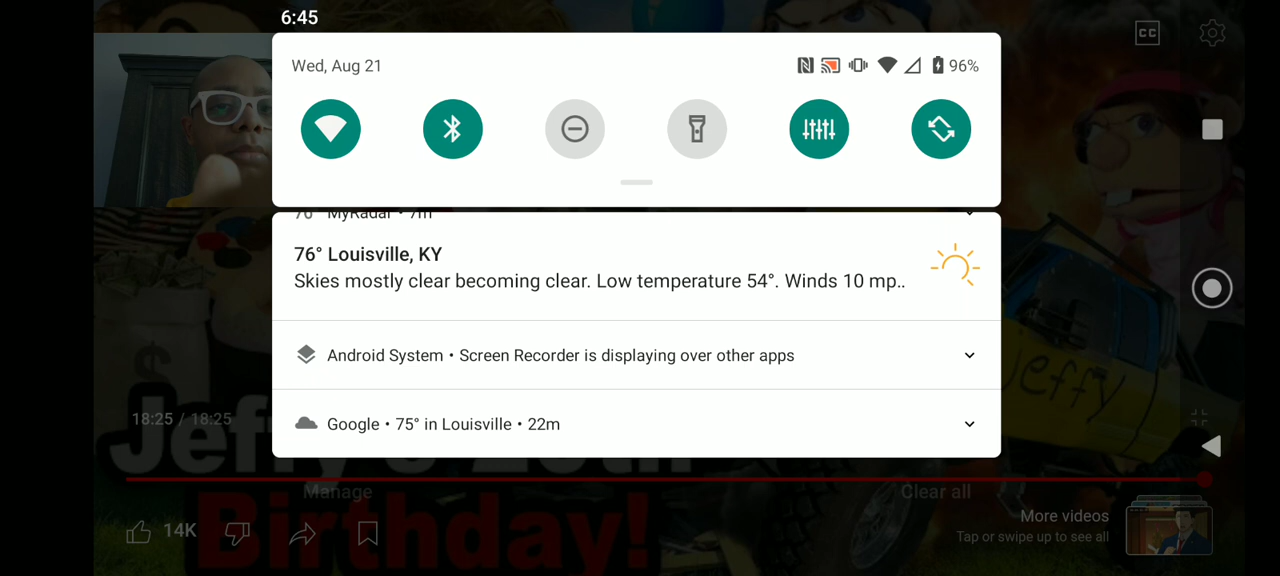 6:45
CC
Wed, Aug 21
96%
76° MyRadar • 7m
76° Louisville, KY
Skies mostly clear becoming clear. Low temperature 54°. Winds 10 mp..
Android System • Screen Recorder is displaying over other apps
Jeffy
$
18:25 / 18:25
Google • 75° in Louisville • 22m
Jeffy's 20th
Manage
Clear all
Birthday!
14K
More videos
Tap or swipe up to see all